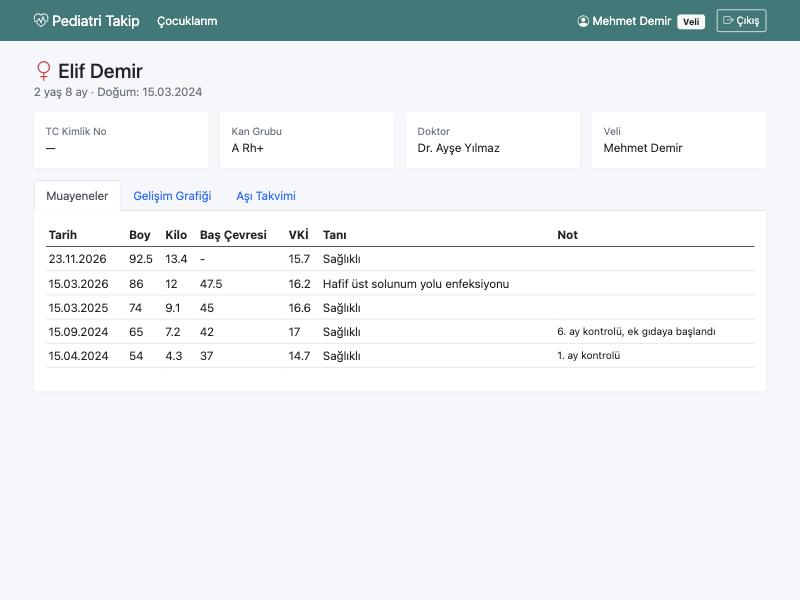 Pediatri Takip Çocuklarım Mehmet Demir Veli Çıkış
Elif Demir
2 yaş 8 ay · Doğum: 15.03.2024
TC Kimlik No Kan Grubu Doktor Veli
— A Rh+ Dr. Ayşe Yılmaz Mehmet Demir
Muayeneler Gelişim Grafiği Aşı Takvimi
Tarih Boy Kilo Baş Çevresi VKİ Tanı Not
23.11.2026 92.5 13.4 - 15.7 Sağlıklı
15.03.2026 86 12 47.5 16.2 Hafif üst solunum yolu enfeksiyonu
15.03.2025 74 9.1 45 16.6 Sağlıklı
15.09.2024 65 7.2 42 17 Sağlıklı 6. ay kontrolü, ek gıdaya başlandı
15.04.2024 54 4.3 37 14.7 Sağlıklı 1. ay kontrolü